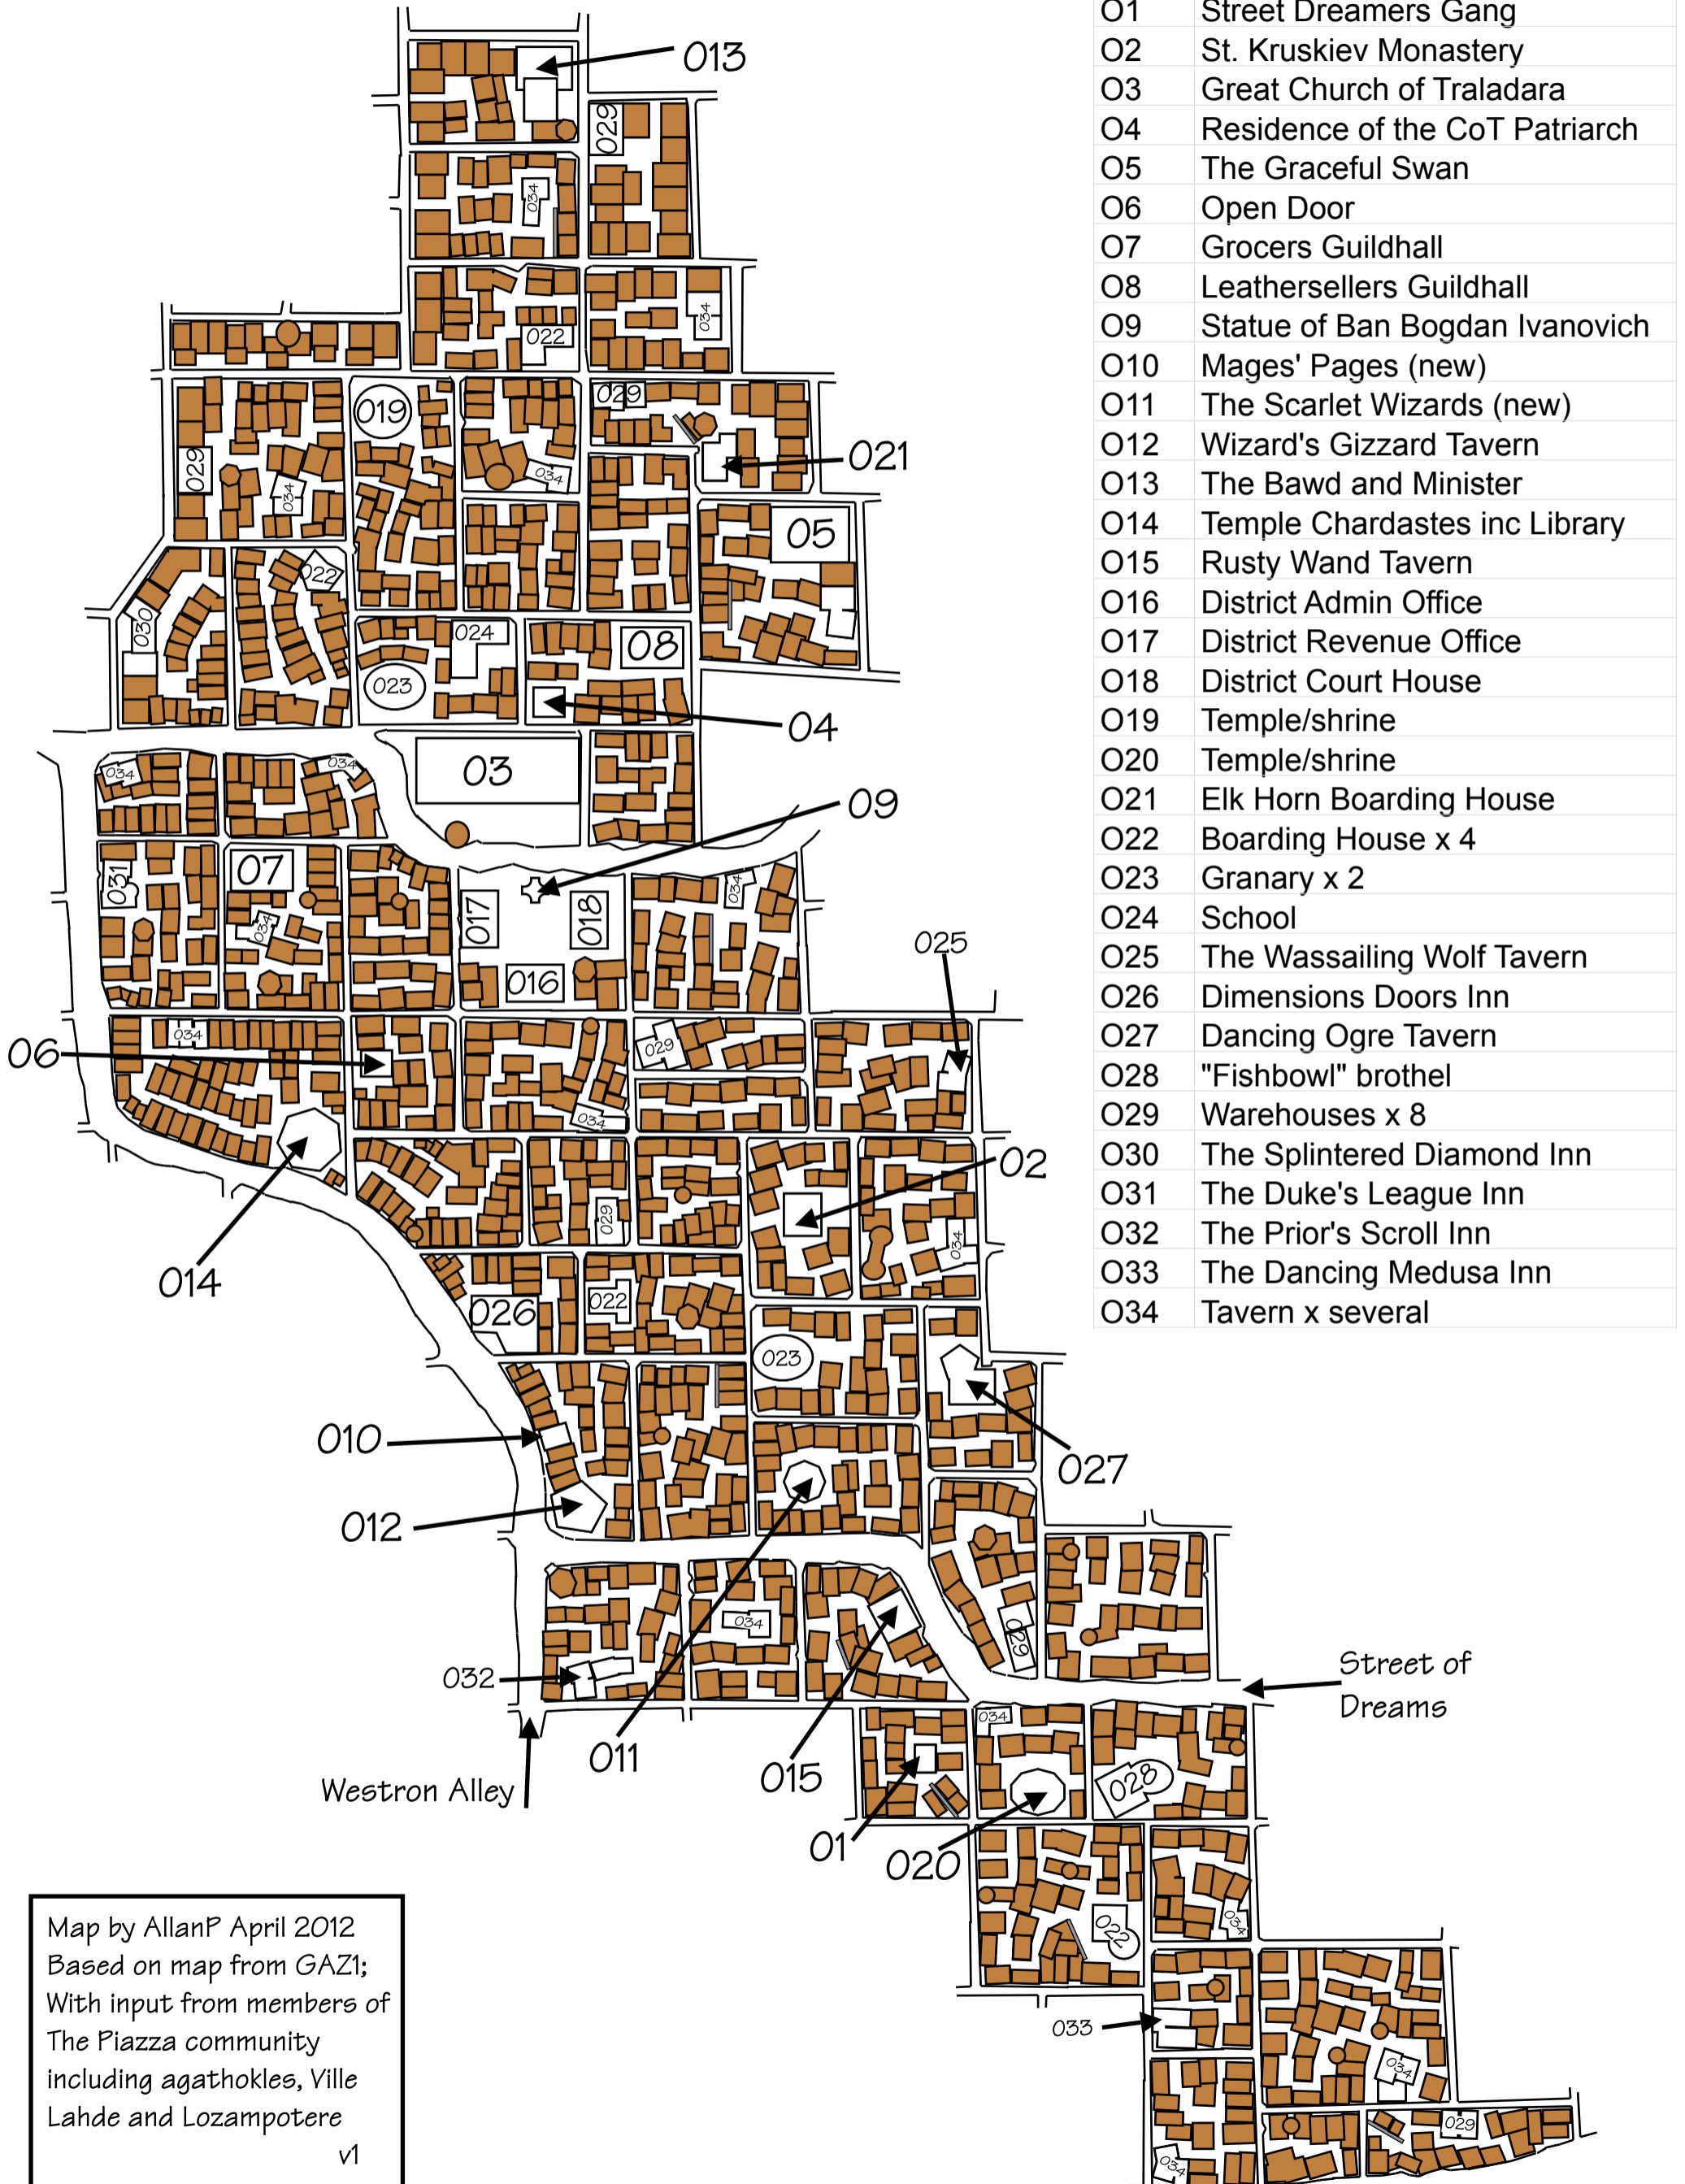 O1 Street Dreamers Gang
O2 St. Kruskiev Monastery
O3 Great Church of Traladara
O4 Residence of the CoT Patriarch
O5 The Graceful Swan
O6 Open Door
O7 Grocers Guildhall
O8 Leathersellers Guildhall
O9 Statue of Ban Bogdan Ivanovich
O10 Mages' Pages (new)
O11 The Scarlet Wizards (new)
O12 Wizard's Gizzard Tavern
O13 The Bawd and Minister
O14 Temple Chardastes inc Library
O15 Rusty Wand Tavern
O16 District Admin Office
O17 District Revenue Office
O18 District Court House
O19 Temple/shrine
O20 Temple/shrine
O21 Elk Horn Boarding House
O22 Boarding House x 4
O23 Granary x 2
O24 School
O25 The Wassailing Wolf Tavern
O26 Dimensions Doors Inn
O27 Dancing Ogre Tavern
O28 "Fishbowl" brothel
O29 Warehouses x 8
O30 The Splintered Diamond Inn
O31 The Duke's League Inn
O32 The Prior's Scroll Inn
O33 The Dancing Medusa Inn
O34 Tavern x several
O13
O29
O34
O34
O22
O19
O29
O21
O29
O34
O34
O5
O22
O30
O24
O8
O23
O4
O3
O34
O34
O9
O7
O31
O34
O17
O18
O34
O16
O25
O34
O6
O29
O34
O2
O14
O29
O34
O26
O22
O23
O10
O27
O12
O34
O29
O32
Street of
Dreams
O11
O15
Westron Alley
O34
O28
O1
O20
O22
O34
O33
O34
O29
O34
Map by AllanP April 2012
Based on map from GAZ1;
With input from members of
The Piazza community
including agathokles, Ville
Lahde and Lozampotere
v1